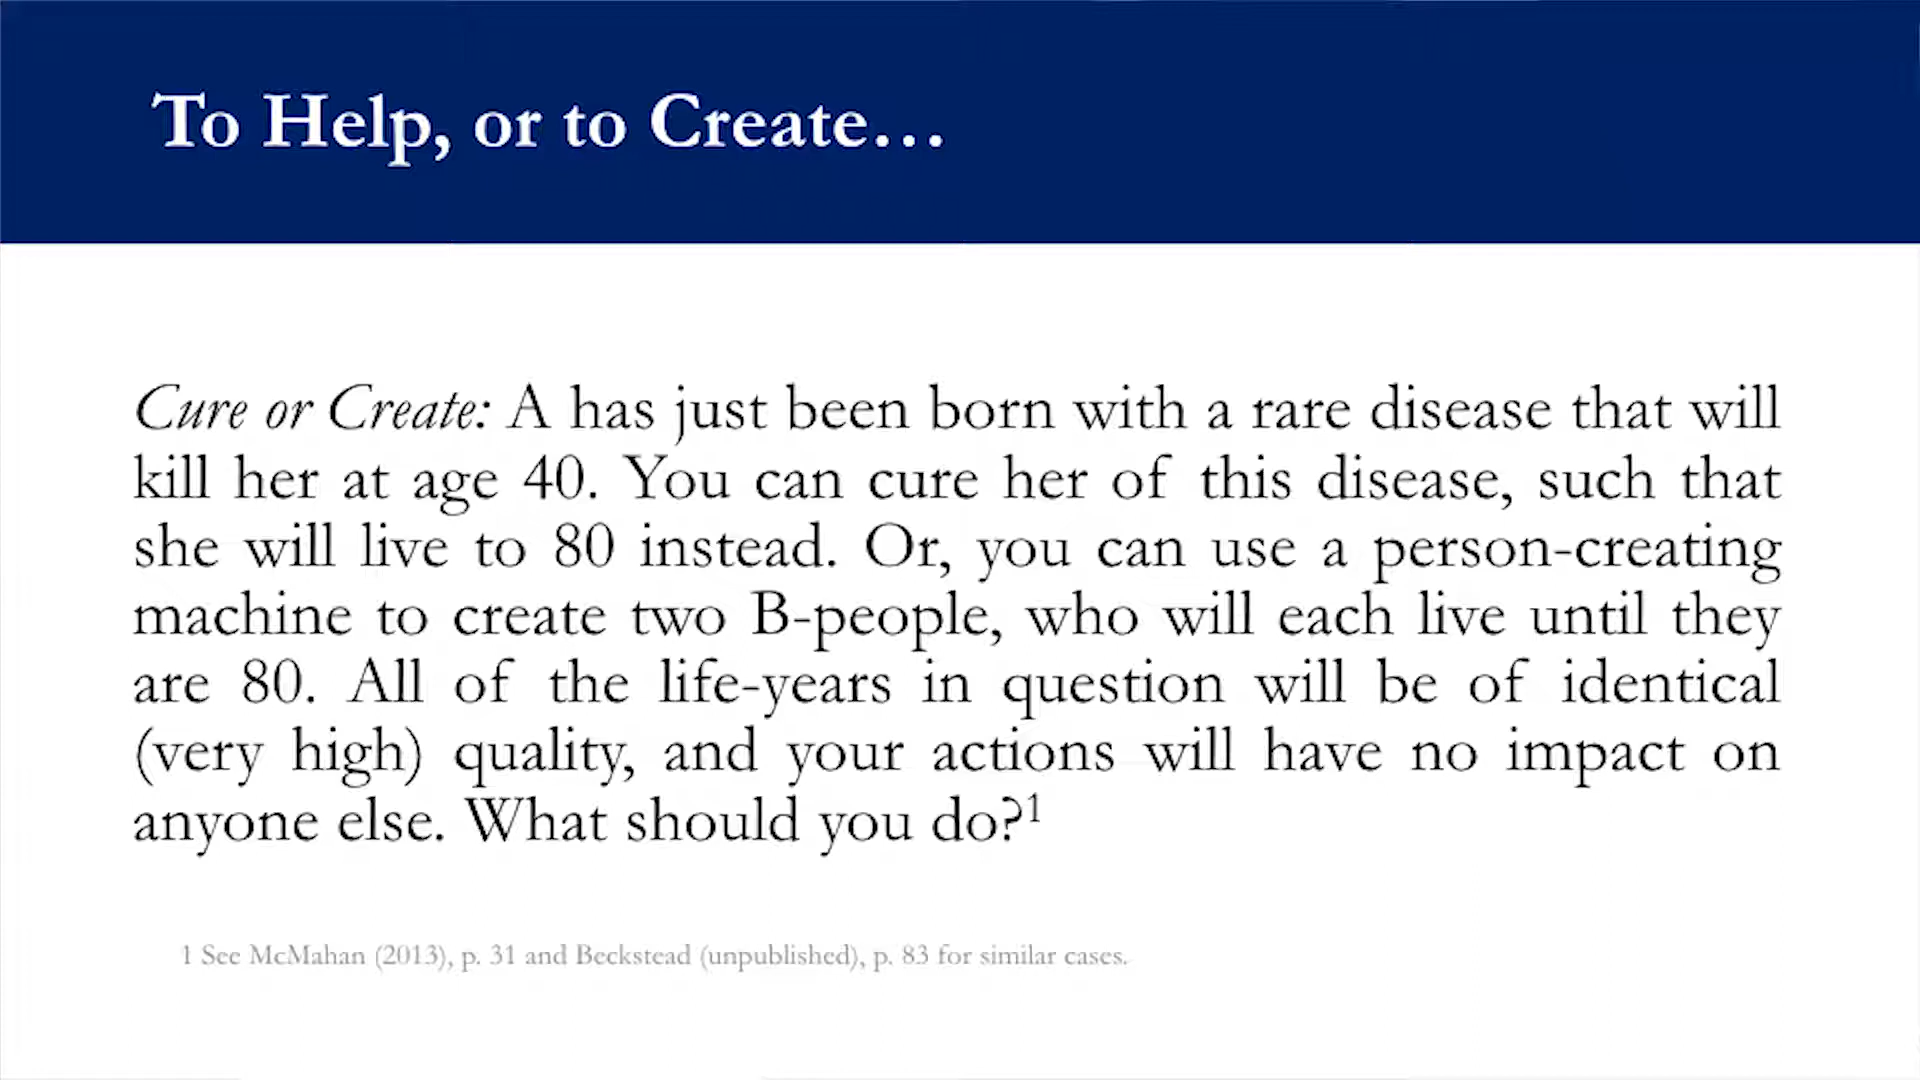 To Help, or to Create…
Cure or Create: A has just been born with a rare disease that will
kill her at age 40. You can cure her of this disease, such that
she will live to 80 instead. Or, you can use a person-creating
machine to create two B-people, who will each live until they
are 80. All of the life-years in question will be of identical
(very high) quality, and your actions will have no impact on
anyone else. What should you do?¹
1 See McMahan (2013), p. 31 and Beckstead (unpublished), p. 83 for similar cases.